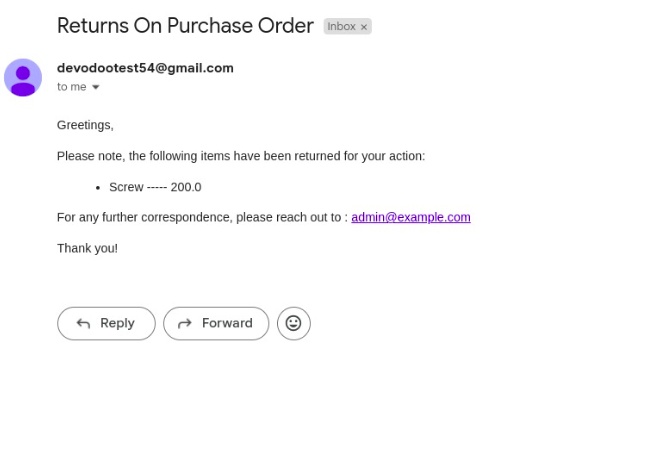 Returns On Purchase Order Inbox ×
devodootest54@gmail.com
to me
Greetings,
Please note, the following items have been returned for your action:
• Screw ----- 200.0
For any further correspondence, please reach out to : admin@example.com
Thank you!
Reply Forward